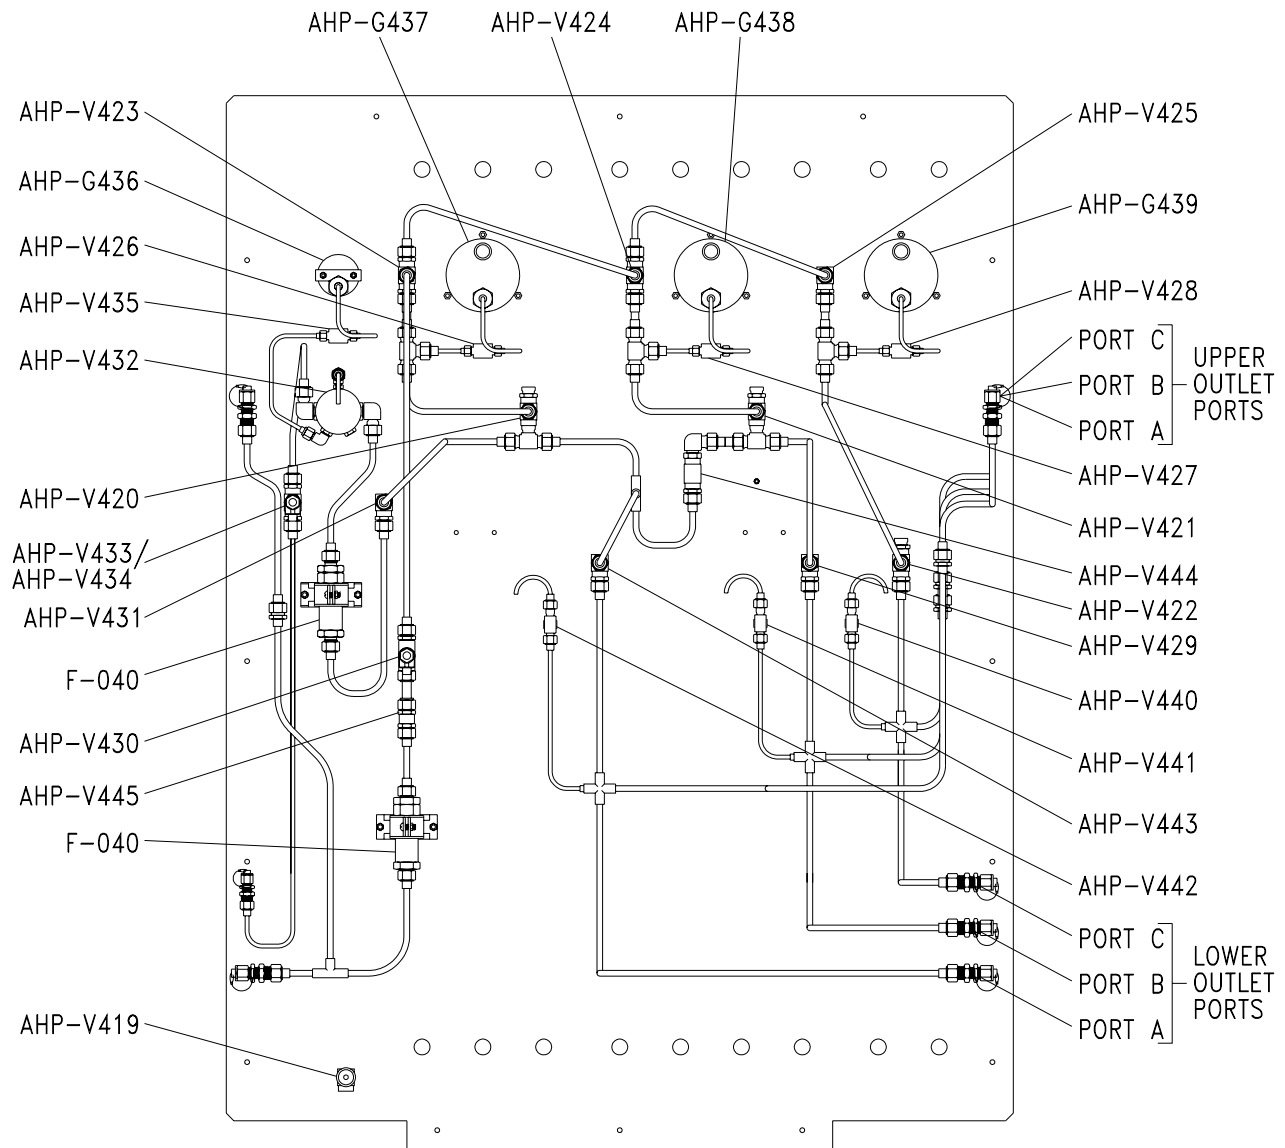 AHP-G437
AHP-V424
AHP-G438
AHP-V423
AHP-G436
AHP-V426
AHP-V435
AHP-V432
AHP-V420
AHP-V433/
AHP-V434
AHP-V431
F-040
AHP-V430
AHP-V445
F-040
AHP-V419
AHP-V425
AHP-G439
AHP-V428
PORT C
PORT B
PORT A
UPPER
OUTLET
PORTS
AHP-V427
AHP-V421
AHP-V444
AHP-V422
AHP-V429
AHP-V440
AHP-V441
AHP-V443
AHP-V442
PORT C
PORT B
PORT A
LOWER
OUTLET
PORTS